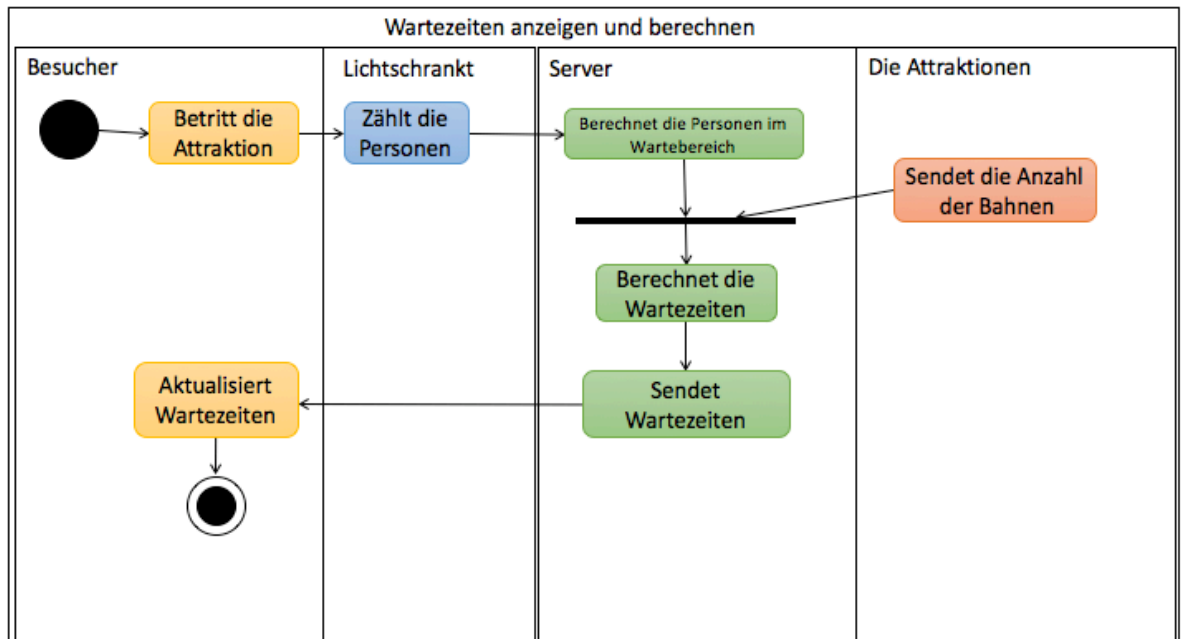 Wartezeiten anzeigen und berechnen
Besucher
Lichtschrankt
Server
Die Attraktionen
Betritt die
Attraktion
Zählt die
Personen
Berechnet die Personen im
Wartebereich
Sendet die Anzahl
der Bahnen
Berechnet die
Wartezeiten
Aktualisiert
Wartezeiten
Sendet
Wartezeiten